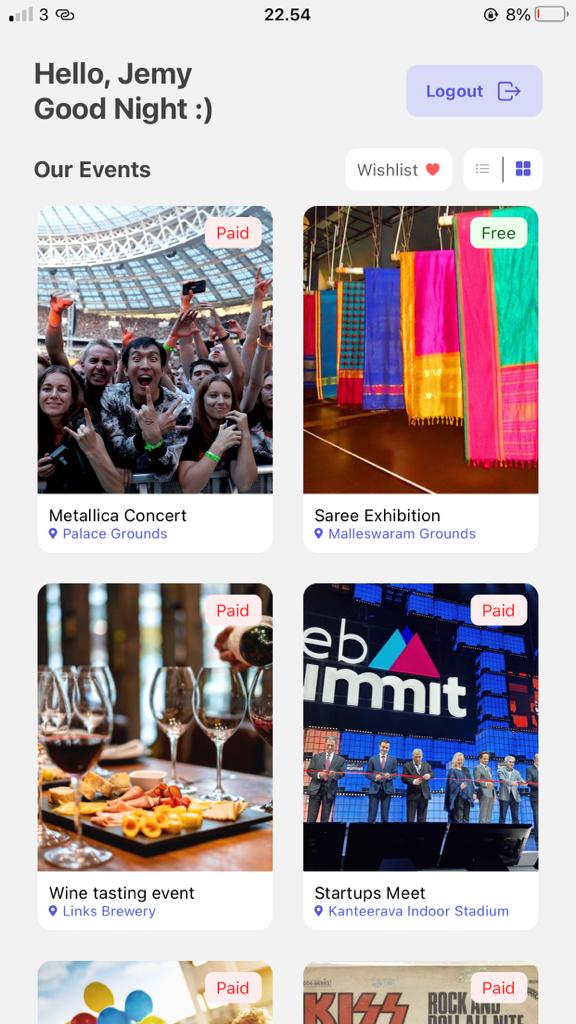 3
22.54
8%
Hello, Jemy
Good Night :)
Logout
Our Events
Wishlist
Paid
Free
Metallica Concert
Palace Grounds
Saree Exhibition
Malleswaram Grounds
Paid
Paid
eb
ummit
Wine tasting event
Links Brewery
Startups Meet
Kanteerava Indoor Stadium
Paid
Paid
KISS
ROCK AND
ROLL ALL NITE